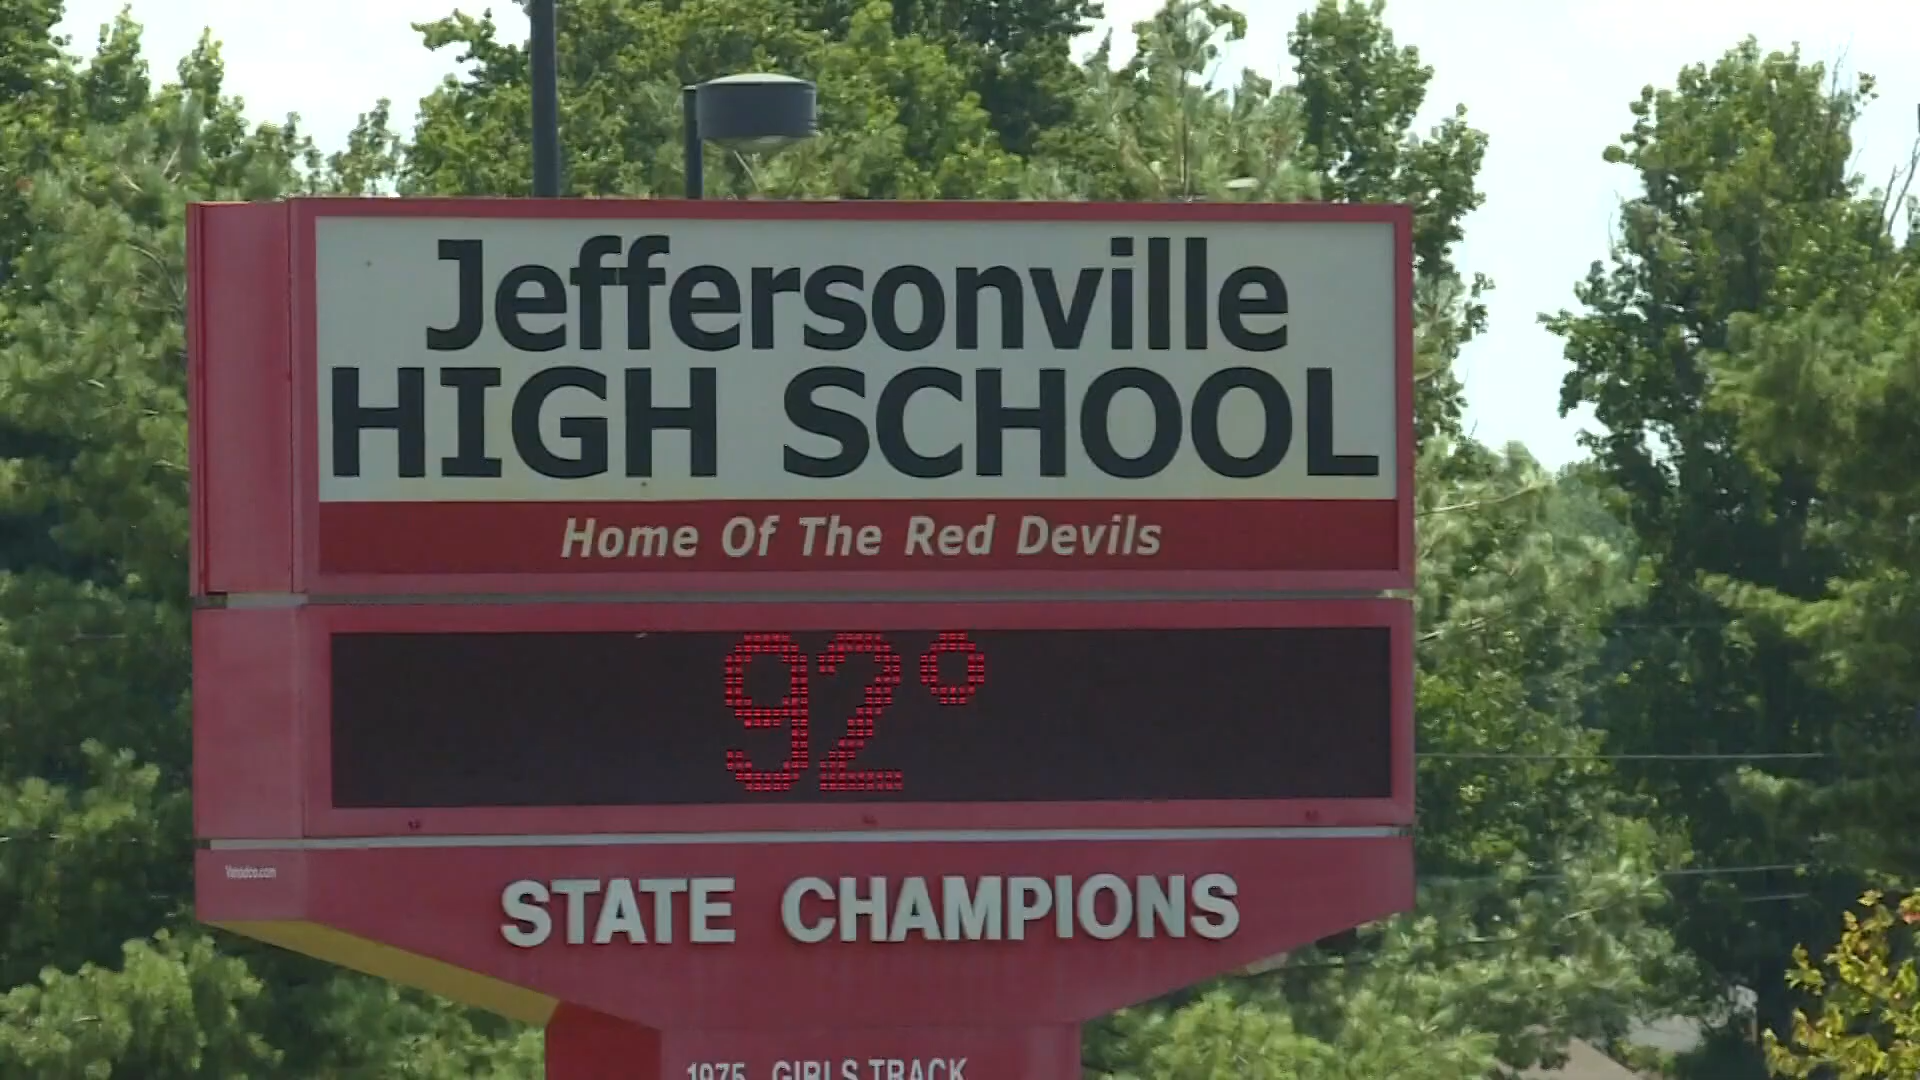 Jeffersonville
HIGH SCHOOL
Home Of The Red Devils
92°
STATE CHAMPIONS
1975 GIRLS TRACK